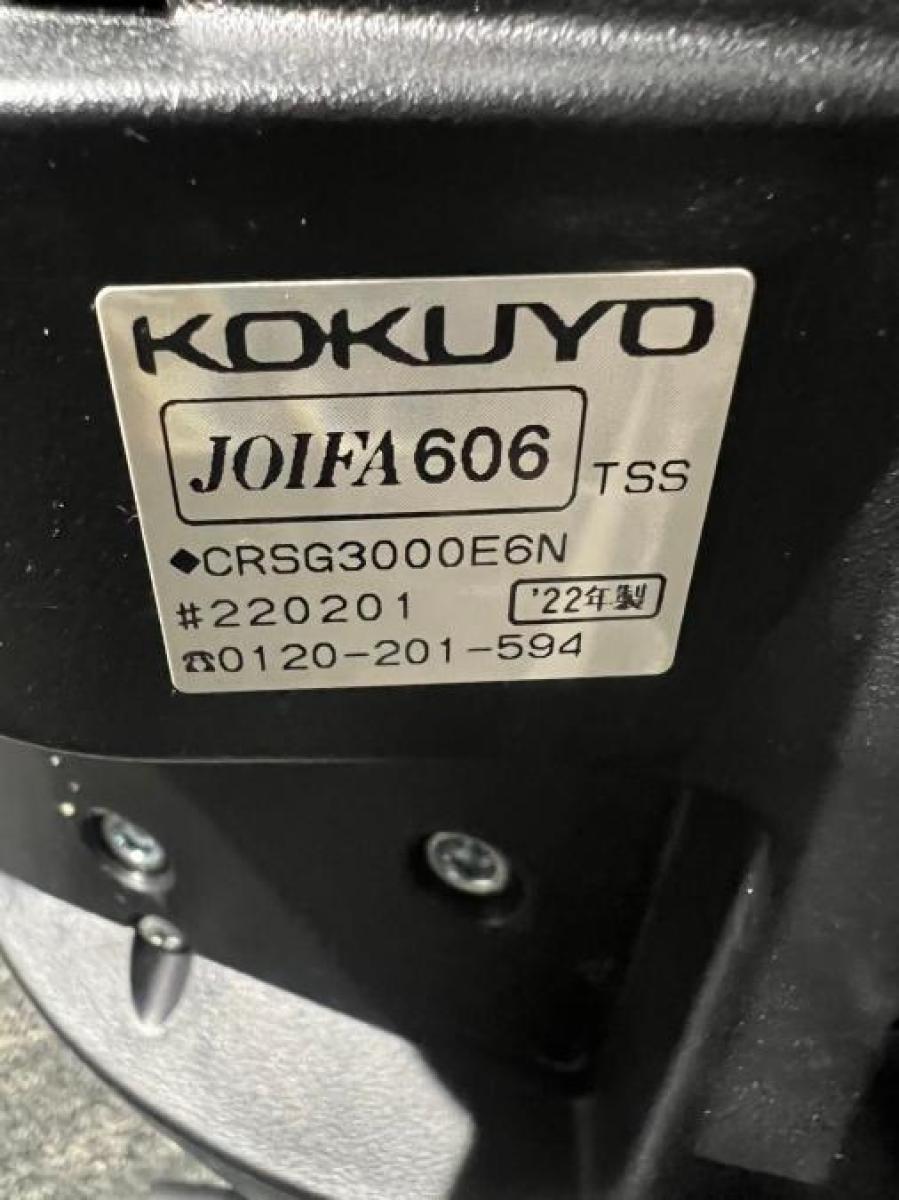 KOKUYO
JOIFA606 TSS
◆CRSG3000E6N
#220201 '22年製
☎0120-201-594